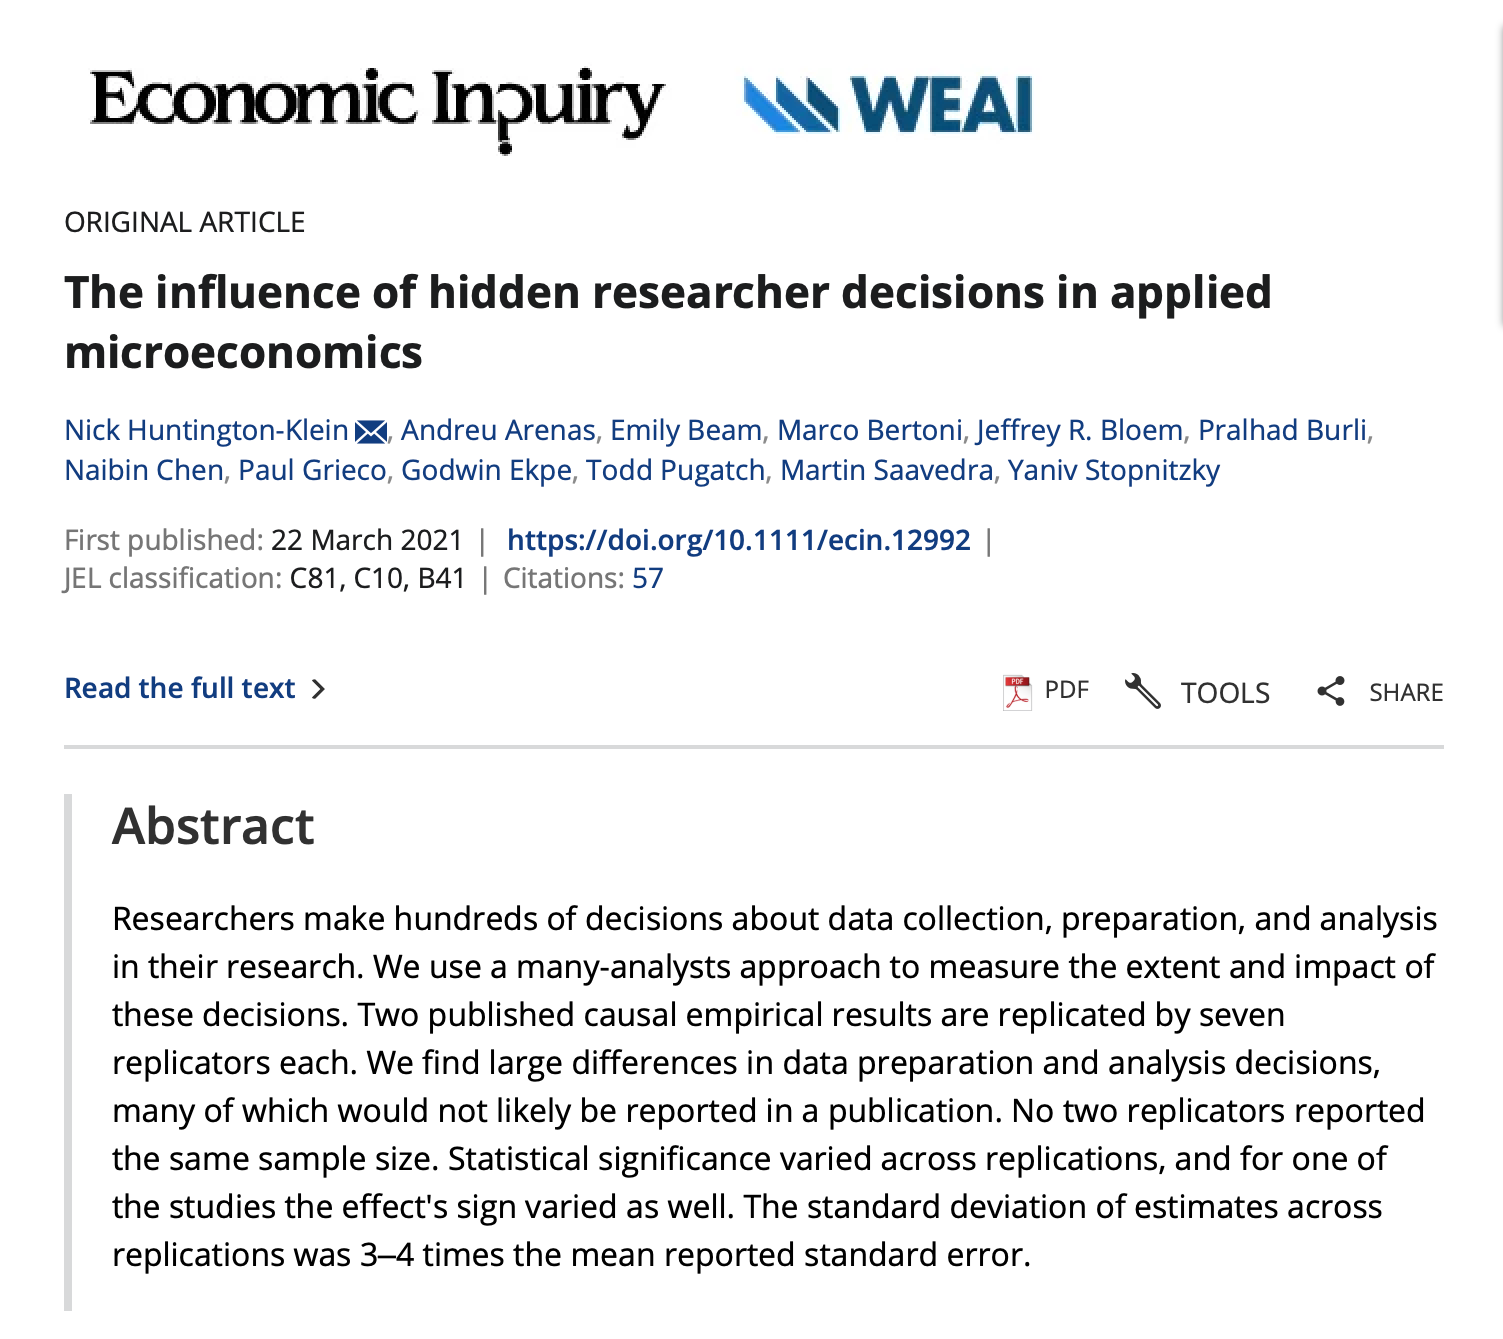 Economic Inquiry
WEAI
ORIGINAL ARTICLE
The influence of hidden researcher decisions in applied
microeconomics
Nick Huntington-Klein, Andreu Arenas, Emily Beam, Marco Bertoni, Jeffrey R. Bloem, Pralhad Burli,
Naibin Chen, Paul Grieco, Godwin Ekpe, Todd Pugatch, Martin Saavedra, Yaniv Stopnitzky
First published: 22 March 2021 | https://doi.org/10.1111/ecin.12992 |
JEL classification: C81, C10, B41 | Citations: 57
Read the full text
PDF PDF TOOLS SHARE
Abstract
Researchers make hundreds of decisions about data collection, preparation, and analysis
in their research. We use a many-analysts approach to measure the extent and impact of
these decisions. Two published causal empirical results are replicated by seven
replicators each. We find large differences in data preparation and analysis decisions,
many of which would not likely be reported in a publication. No two replicators reported
the same sample size. Statistical significance varied across replications, and for one of
the studies the effect's sign varied as well. The standard deviation of estimates across
replications was 3–4 times the mean reported standard error.